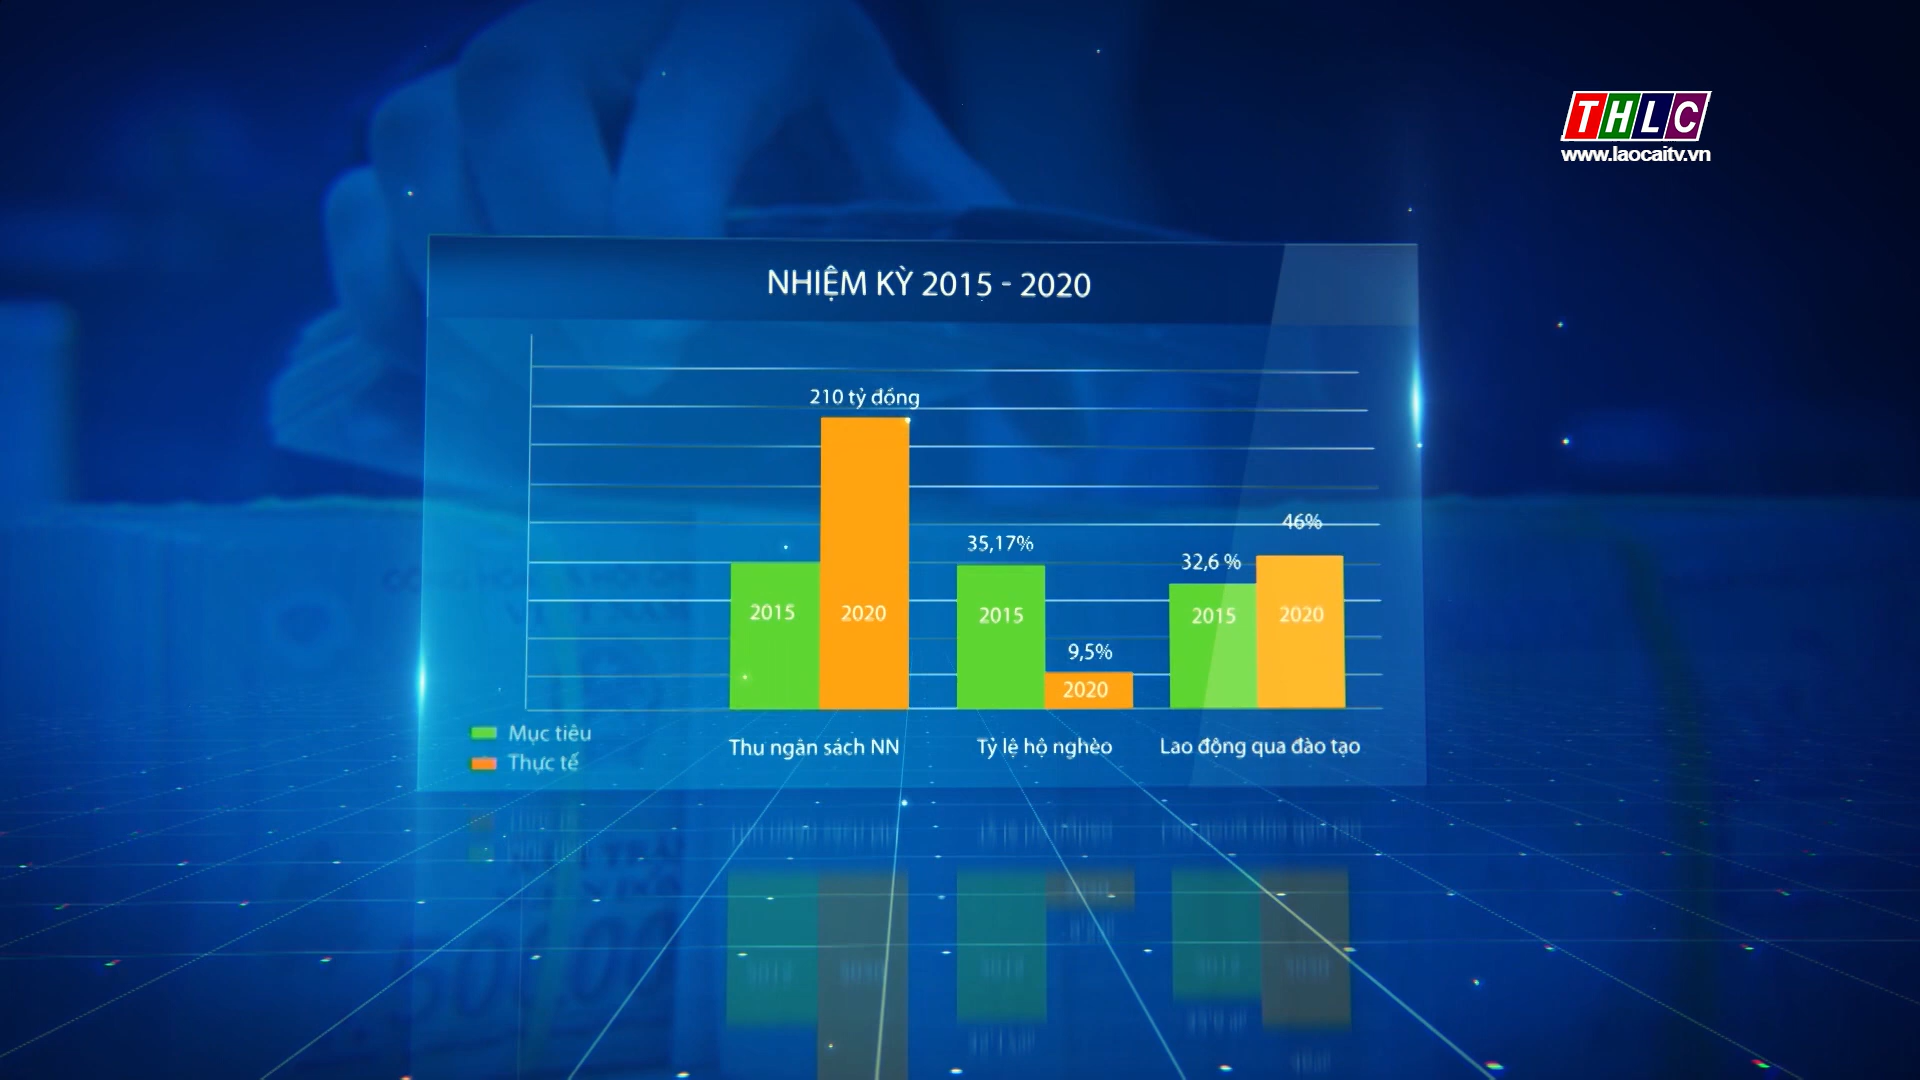 THLC
www.laocaitv.vn
NHIỆM KỲ 2015 - 2020
210 tỷ đồng
46%
35,17%
32,6 %
2015
2020
2015
2015
2020
9,5%
2020
Mục tiêu
Thực tế
Thu ngân sách NN
Tỷ lệ hộ nghèo
Lao động qua đào tạo